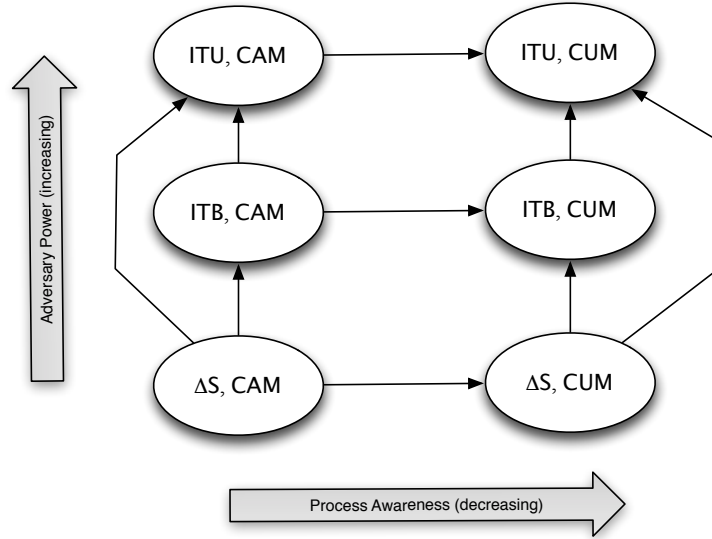 ITU, CAM
ITU, CUM
Adversary Power (increasing)
ITB, CAM
ITB, CUM
ΔS, CAM
ΔS, CUM
Process Awareness (decreasing)